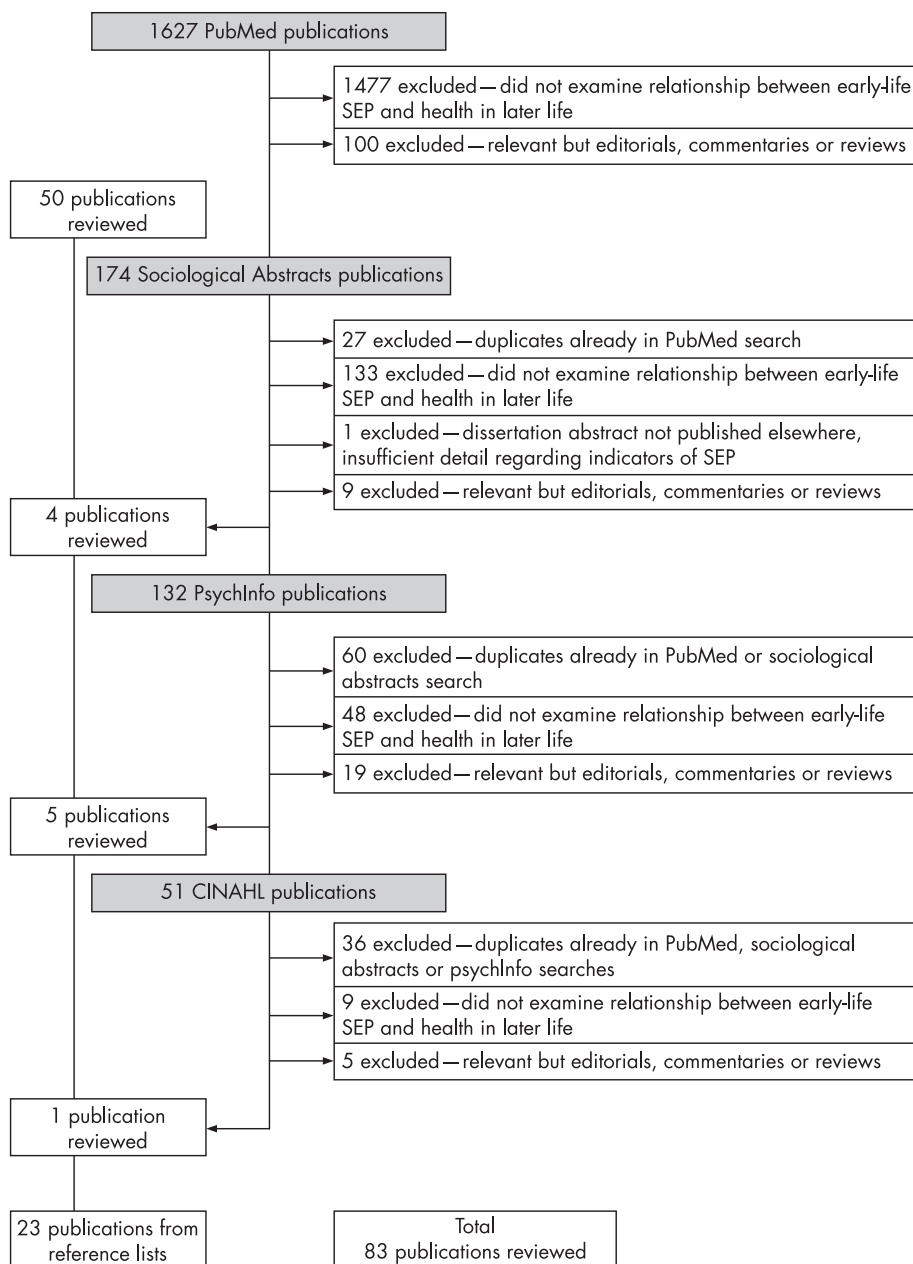 1627 PubMed publications
1477 excluded—did not examine relationship between early-life
SEP and health in later life
100 excluded—relevant but editorials, commentaries or reviews
50 publications
reviewed
174 Sociological Abstracts publications
27 excluded—duplicates already in PubMed search
133 excluded—did not examine relationship between early-life
SEP and health in later life
1 excluded—dissertation abstract not published elsewhere,
insufficient detail regarding indicators of SEP
9 excluded—relevant but editorials, commentaries or reviews
4 publications
reviewed
132 PsychInfo publications
60 excluded—duplicates already in PubMed or sociological
abstracts search
48 excluded—did not examine relationship between early-life
SEP and health in later life
19 excluded—relevant but editorials, commentaries or reviews
5 publications
reviewed
51 CINAHL publications
36 excluded—duplicates already in PubMed, sociological
abstracts or psychInfo searches
9 excluded—did not examine relationship between early-life
SEP and health in later life
5 excluded—relevant but editorials, commentaries or reviews
1 publication
reviewed
23 publications from
reference lists
Total
83 publications reviewed